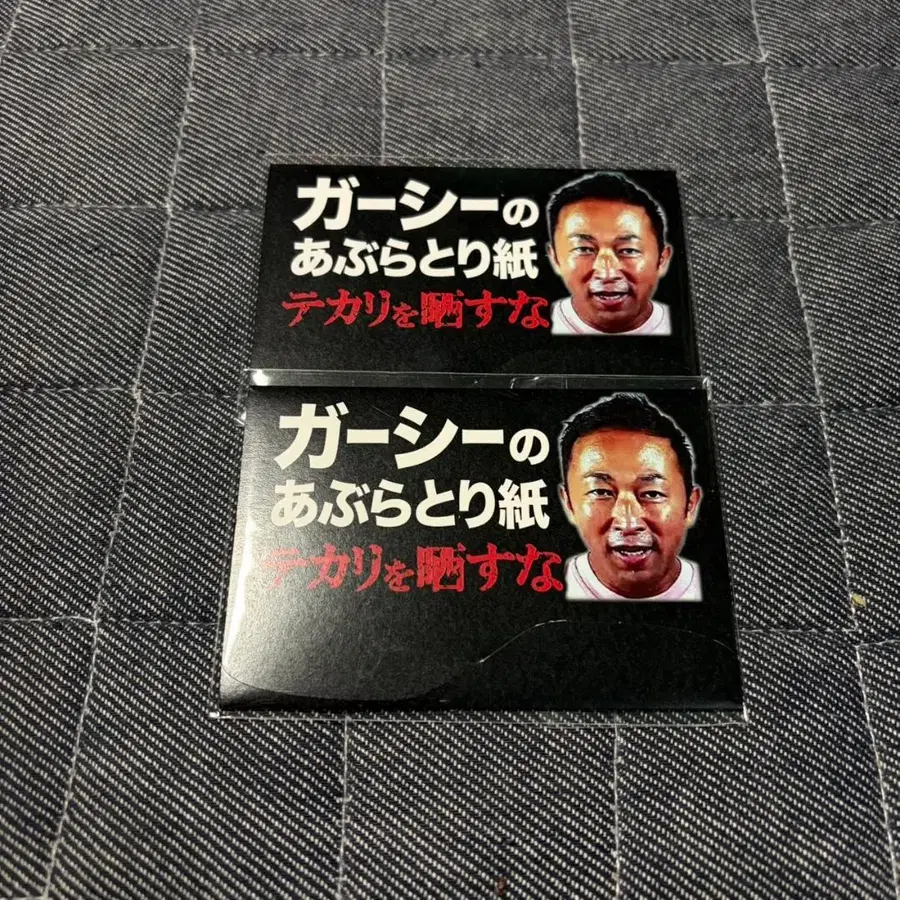 ガーシーの
あぶらとり紙
テカリを晒すな
ガーシーの
あぶらとり紙
テカリを晒すな